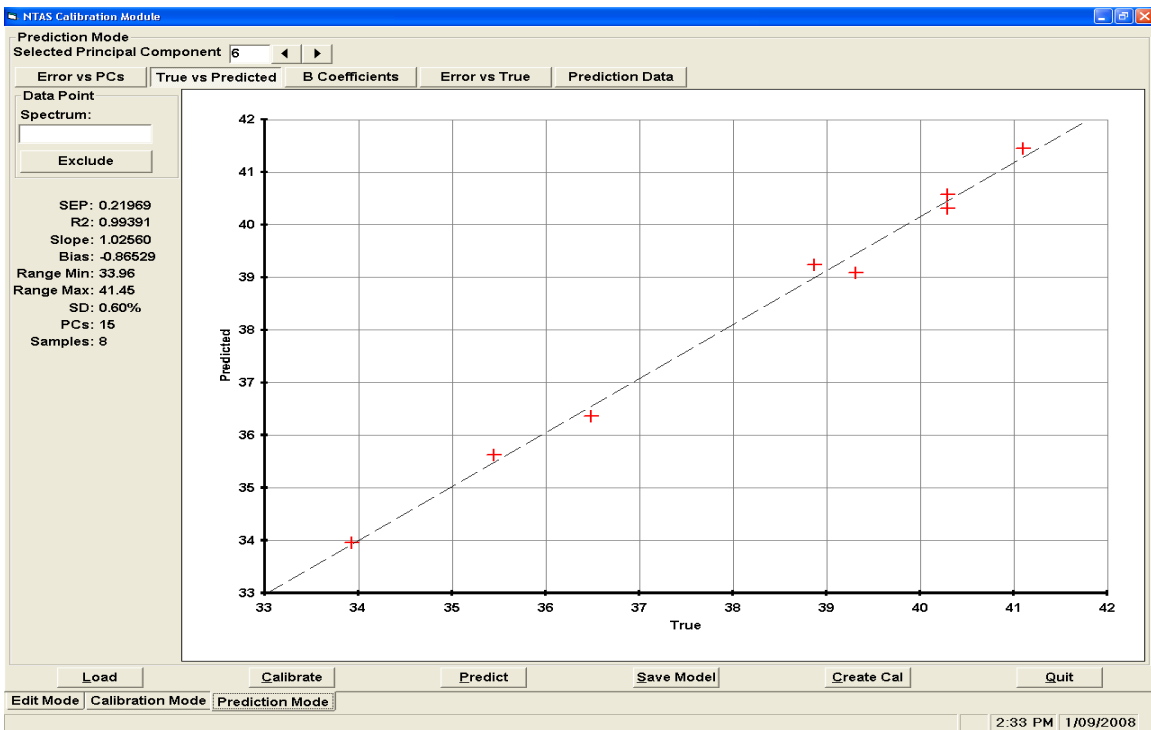 NTAS Calibration Module
Prediction Mode
Selected Principal Component 6
Error vs PCs True vs Predicted B Coefficients Error vs True Prediction Data
Data Point
Spectrum:
Exclude
SEP: 0.21969
R2: 0.99391
Slope: 1.02560
Bias: -0.86529
Range Min: 33.96
Range Max: 41.45
SD: 0.60%
PCs: 15
Samples: 8
42
41
40
39
38
37
36
35
34
33
Predicted
33 34 35 36 37 38 39 40 41 42
True
Load Calibrate Predict Save Model Create Cal Quit
Edit Mode Calibration Mode Prediction Mode
2:33 PM 1/09/2008